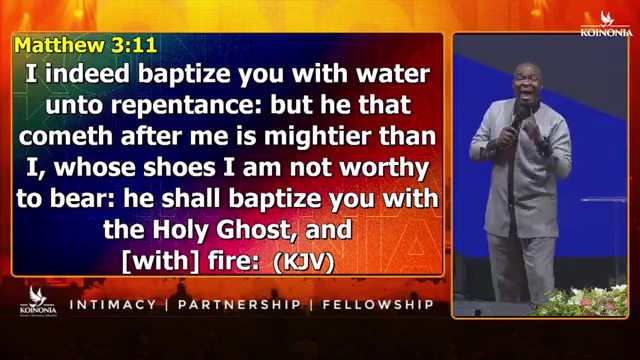 KOINONIA
Matthew 3:11
I indeed baptize you with water
unto repentance: but he that
cometh after me is mightier than
I, whose shoes I am not worthy
to bear: he shall baptize you with
the Holy Ghost, and
[with] fire: (KJV)
KOINONIA
INTIMACY | PARTNERSHIP | FELLOWSHIP